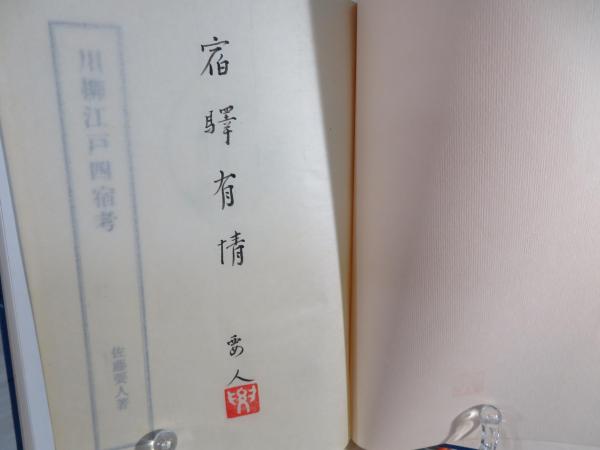 宿驛有情
要人
川柳江戸四宿考
佐藤要人著